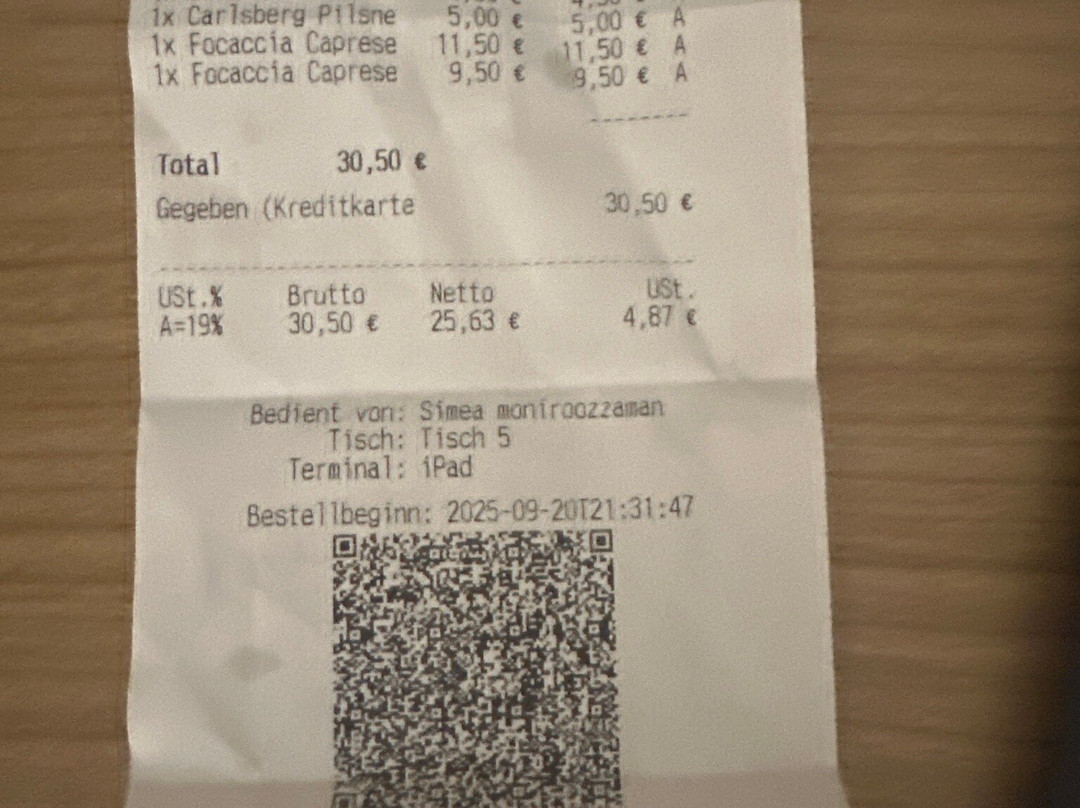 1x Carlsberg Pilsne 5,00 € 5,00 € A
1x Focaccia Caprese 11,50 € 11,50 € A
1x Focaccia Caprese 9,50 € 9,50 € A
Total 30,50 €
Gegeben (Kreditkarte 30,50 €
USt.% Brutto Netto USt.
A=19% 30,50 € 25,63 € 4,87 €
Bedient von: Simea moniroozzaman
Tisch: Tisch 5
Terminal: iPad
Bestellbeginn: 2025-09-20T21:31:47